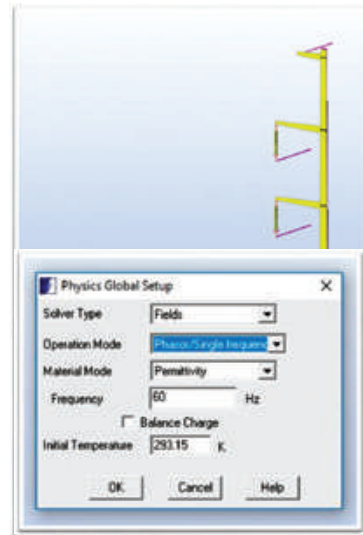 Physics Global Setup
Solver Type Fields
Operation Mode Phasor/Single frequenc
Material Mode Permittivity
Frequency 60 Hz
Balance Charge
Initial Temperature 293.15 K
OK Cancel Help